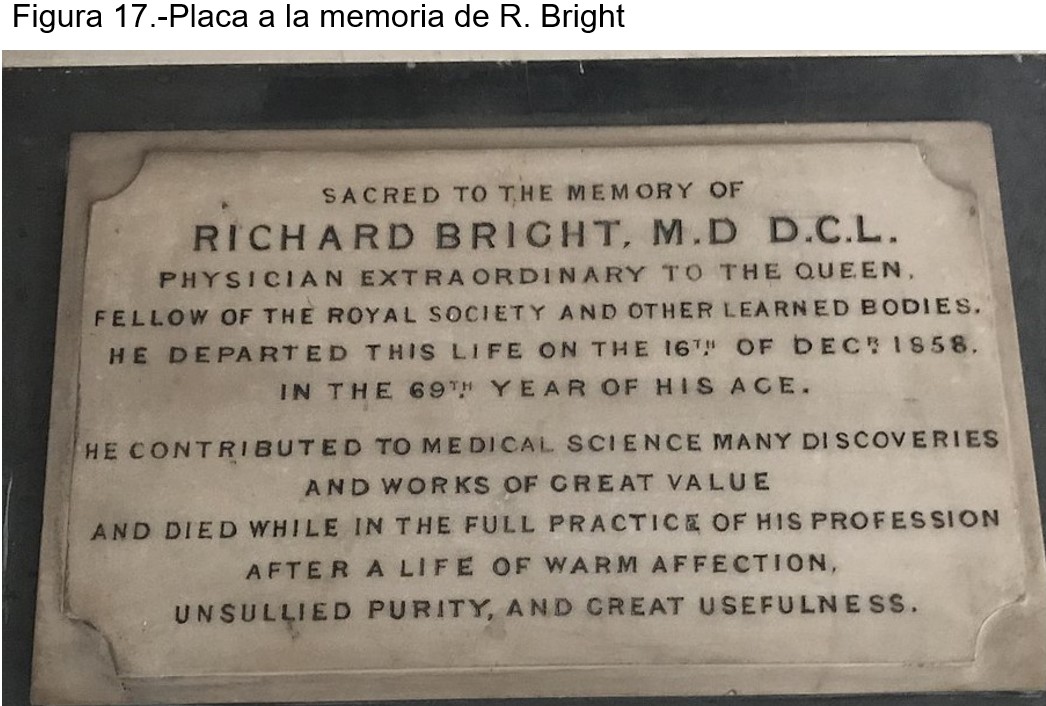 Figura 17.-Placa a la memoria de R. Bright
SACRED TO THE MEMORY OF
RICHARD BRIGHT, M.D D.C.L.
PHYSICIAN EXTRAORDINARY TO THE QUEEN,
FELLOW OF THE ROYAL SOCIETY AND OTHER LEARNED BODIES.
HE DEPARTED THIS LIFE ON THE 16TH OF DECR 1858.
IN THE 69TH YEAR OF HIS AGE.
HE CONTRIBUTED TO MEDICAL SCIENCE MANY DISCOVERIES
AND WORKS OF GREAT VALUE
AND DIED WHILE IN THE FULL PRACTICE OF HIS PROFESSION
AFTER A LIFE OF WARM AFFECTION,
UNSULLIED PURITY, AND GREAT USEFULNESS.